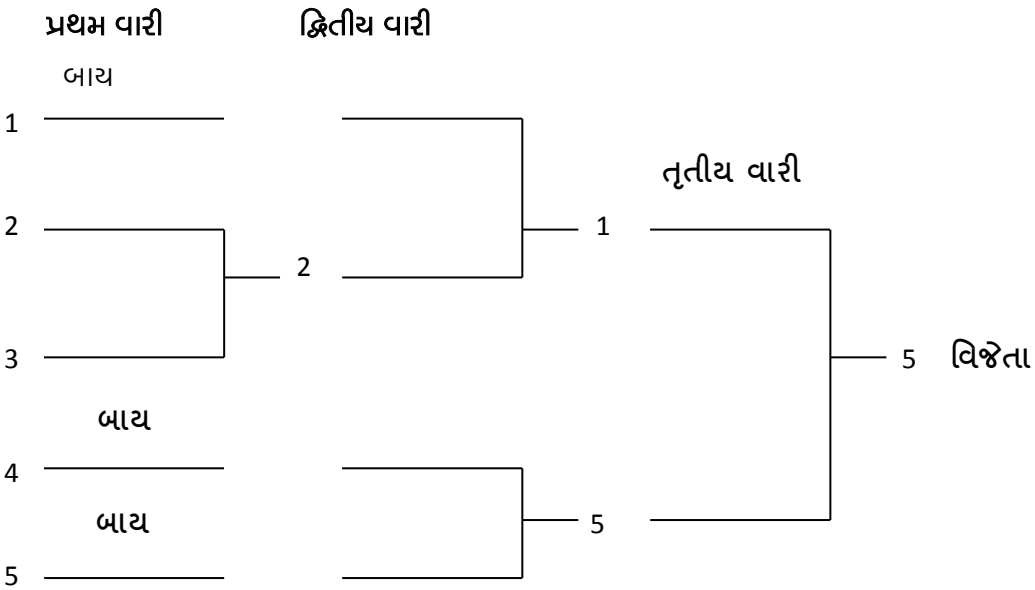 પ્રથમ વારી દ્વિતીય વારી
બાય
1
તૃતીય વારી
2 1
2
3 5 વિજેતા
બાય
4
બાય 5
5